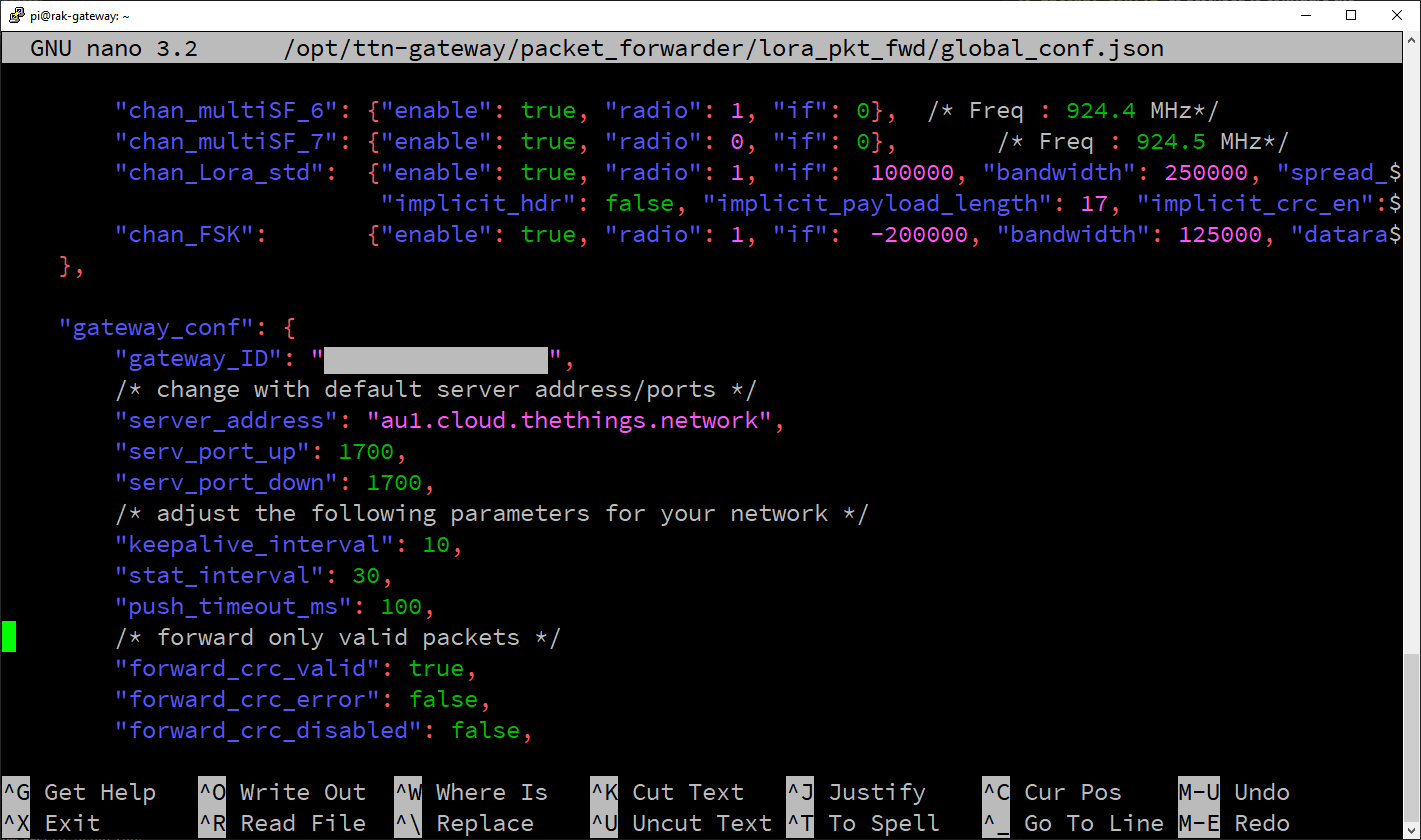 pi@rak-gateway: ~
GNU nano 3.2 /opt/ttn-gateway/packet_forwarder/lora_pkt_fwd/global_conf.json
"chan_multiSF_6": {"enable": true, "radio": 1, "if": 0}, /* Freq : 924.4 MHz*/
"chan_multiSF_7": {"enable": true, "radio": 0, "if": 0}, /* Freq : 924.5 MHz*/
"chan_Lora_std": {"enable": true, "radio": 1, "if": 100000, "bandwidth": 250000, "spread_$
"implicit_hdr": false, "implicit_payload_length": 17, "implicit_crc_en":$
"chan_FSK": {"enable": true, "radio": 1, "if": -200000, "bandwidth": 125000, "datara$
},
"gateway_conf": {
"gateway_ID": "",
/* change with default server address/ports */
"server_address": "au1.cloud.thethings.network",
"serv_port_up": 1700,
"serv_port_down": 1700,
/* adjust the following parameters for your network */
"keepalive_interval": 10,
"stat_interval": 30,
"push_timeout_ms": 100,
/* forward only valid packets */
"forward_crc_valid": true,
"forward_crc_error": false,
"forward_crc_disabled": false,
^G Get Help ^O Write Out ^W Where Is ^K Cut Text ^J Justify ^C Cur Pos M-U Undo
^X Exit ^R Read File ^\ Replace ^U Uncut Text ^T To Spell ^_ Go To Line M-E Redo